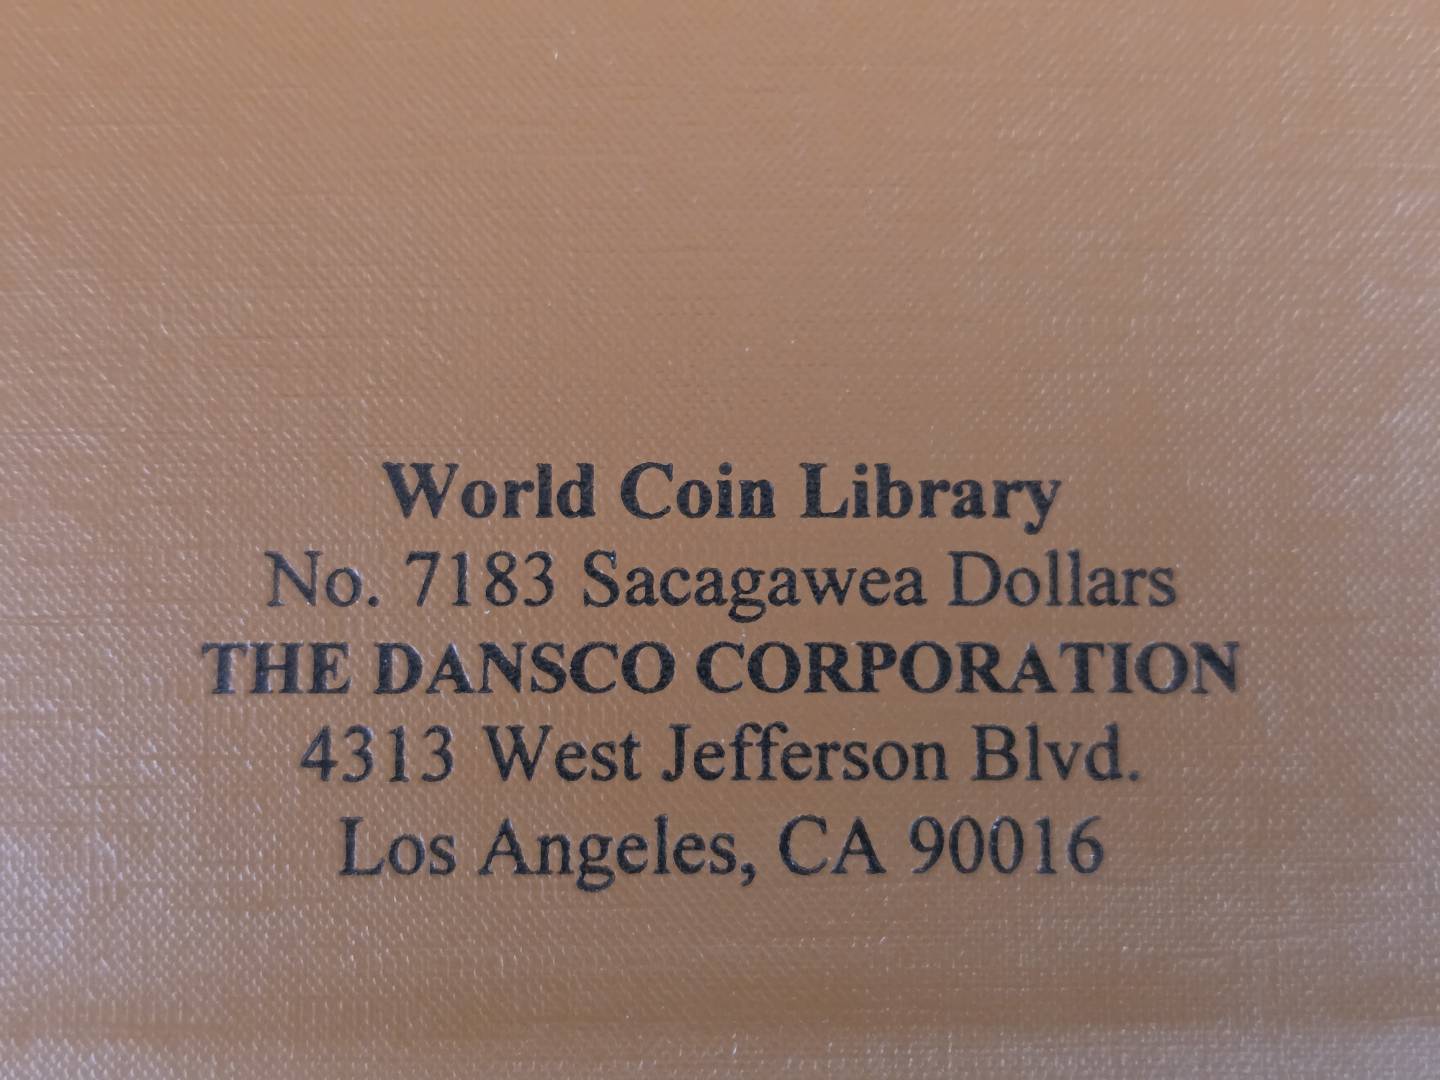 World Coin Library
No. 7183 Sacagawea Dollars
THE DANSCO CORPORATION
4313 West Jefferson Blvd.
Los Angeles, CA 90016